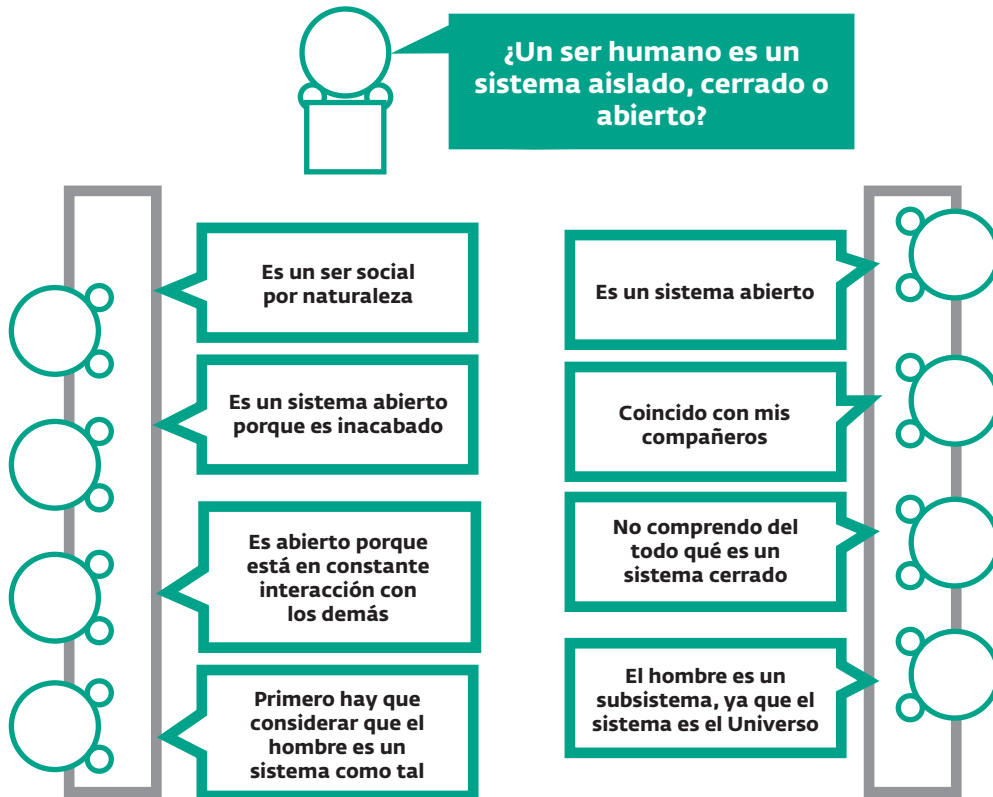 ¿Un ser humano es un
sistema aislado, cerrado o
abierto?
Es un ser social
por naturaleza
Es un sistema abierto
porque es inacabado
Es abierto porque
está en constante
interacción con
los demás
Primero hay que
considerar que el
hombre es un
sistema como tal
Es un sistema abierto
Coincido con mis
compañeros
No comprendo del
todo qué es un
sistema cerrado
El hombre es un
subsistema, ya que el
sistema es el Universo